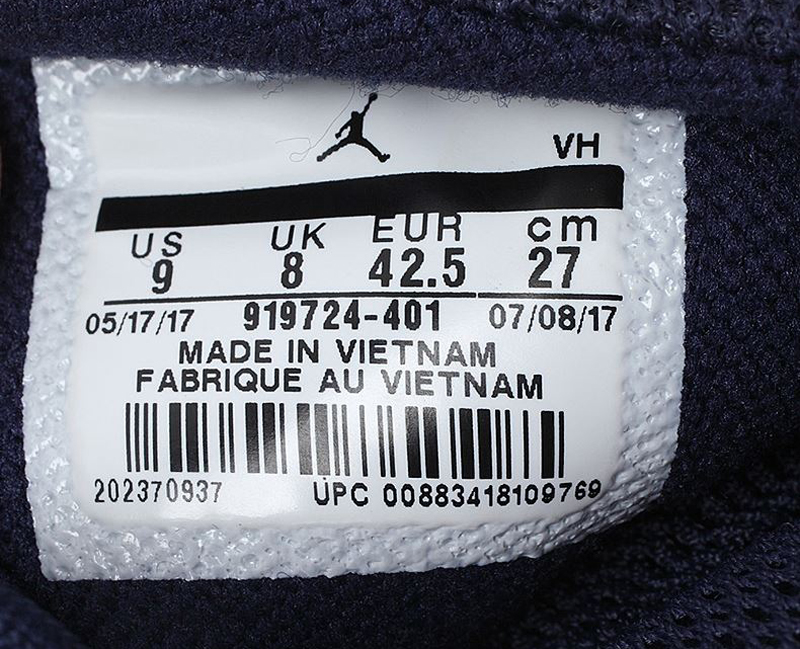 VH
US UK EUR cm
9 8 42.5 27
05/17/17 919724-401 07/08/17
MADE IN VIETNAM
FABRIQUE AU VIETNAM
202370937 UPC 00883418109769